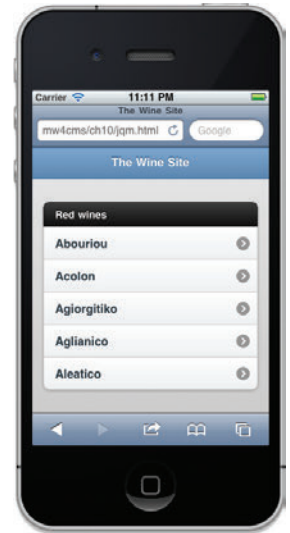 Carrier 11:11 PM
The Wine Site
mw4cms/ch10/jqm.html Google
The Wine Site
Red wines
Abouriou
Acolon
Agiorgitiko
Aglianico
Aleatico